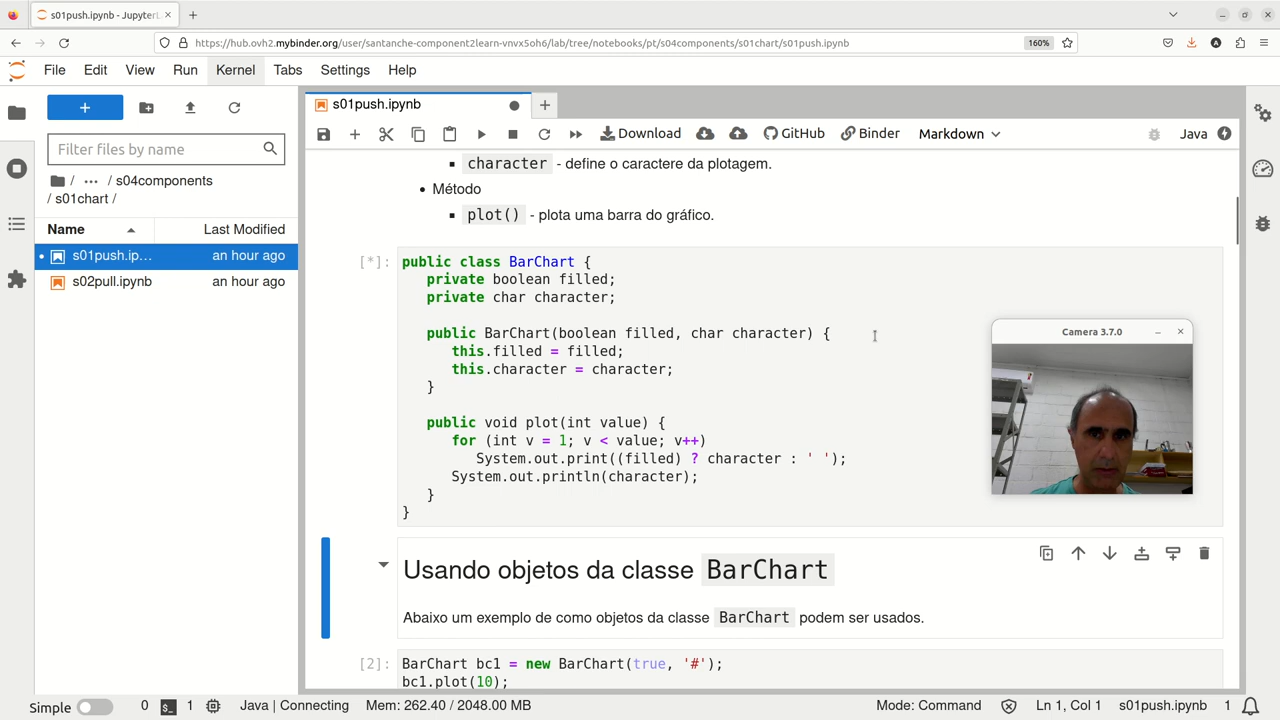 s01push.ipynb - JupyterL
https://hub.ovh2.mybinder.org/user/santanche-component2learn-vnvx5oh6/lab/tree/notebooks/pt/s04components/s01chart/s01push.ipynb
160%
File Edit View Run Kernel Tabs Settings Help
Filter files by name
/ ... / s04components
/ s01chart /
Name Last Modified
s01push.ip... an hour ago
s02pull.ipynb an hour ago
s01push.ipynb
Download GitHub Binder Markdown Java
character - define o caractere da plotagem.
Método
plot() - plota uma barra do gráfico.
[*]:
public class BarChart {
private boolean filled;
private char character;
public BarChart(boolean filled, char character) {
this.filled = filled;
this.character = character;
}
public void plot(int value) {
for (int v = 1; v < value; v++)
System.out.print((filled) ? character : ' ');
System.out.println(character);
}
}
Camera 3.7.0
Usando objetos da classe BarChart
Abaixo um exemplo de como objetos da classe BarChart podem ser usados.
[2]:
BarChart bc1 = new BarChart(true, '#');
bc1.plot(10);
Simple 0 $_ 1 Java | Connecting Mem: 262.40 / 2048.00 MB Mode: Command Ln 1, Col 1 s01push.ipynb 1